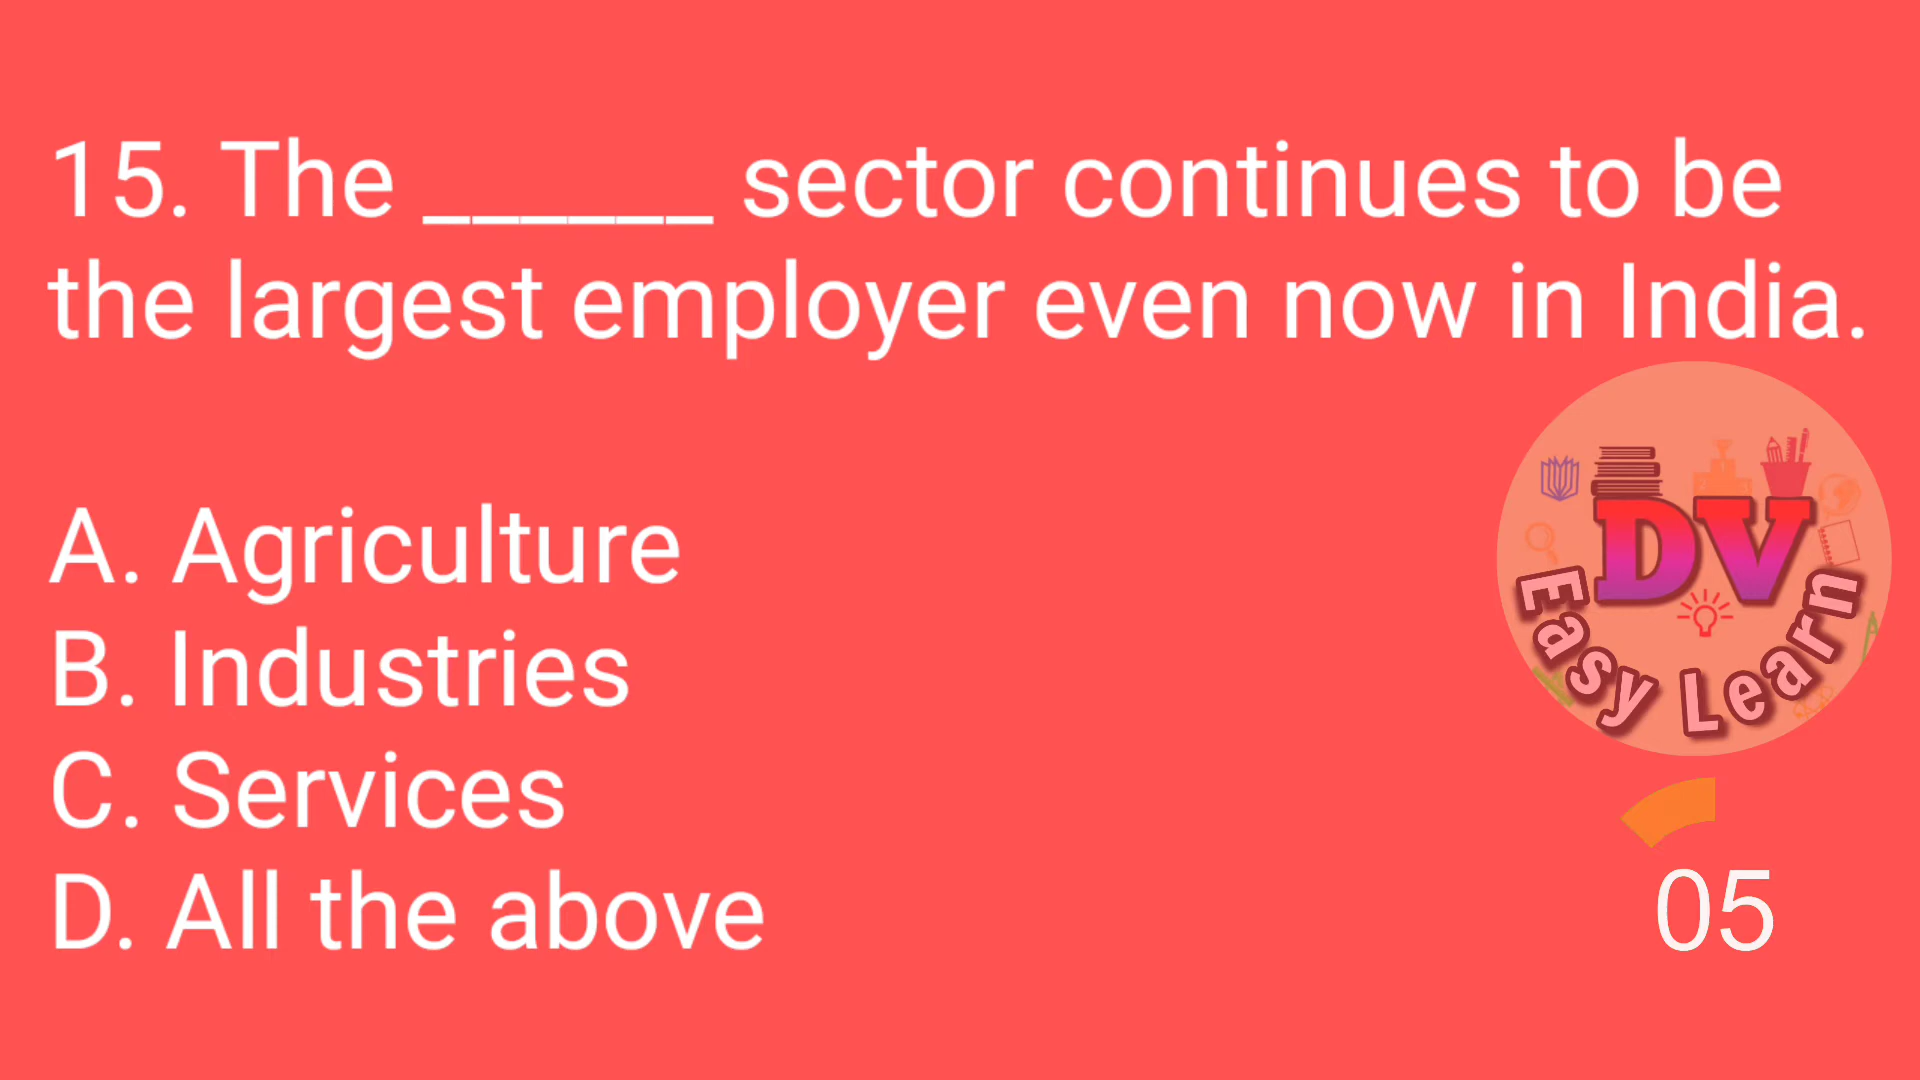 15. The ______ sector continues to be
the largest employer even now in India.
A. Agriculture
B. Industries
C. Services
D. All the above
DV
Easy Learn
05